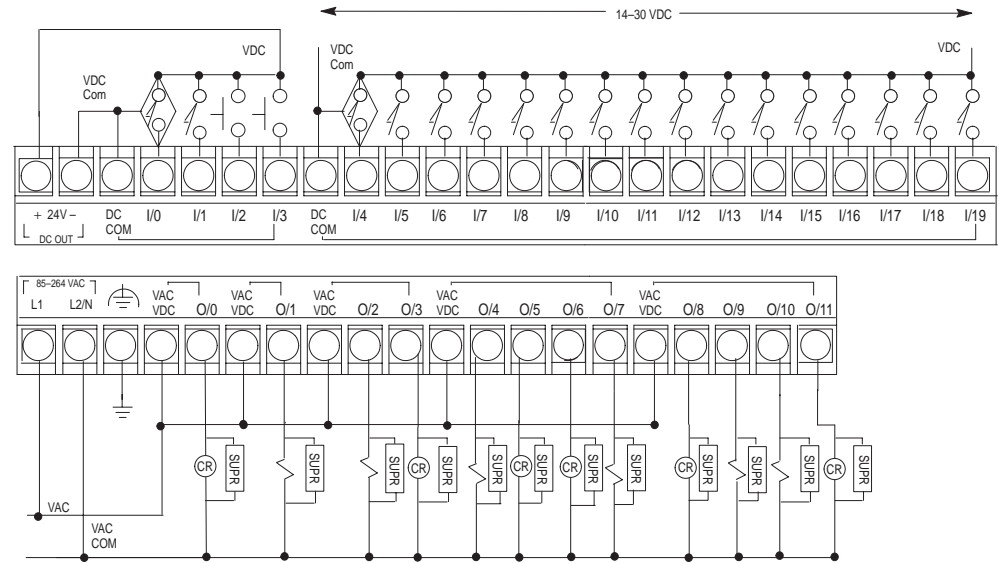 14–30 VDC
VDC
VDC
Com
VDC
Com
VDC
+ 24V –
DC OUT
DC
COM
I/0
I/1
I/2
I/3
DC
COM
I/4
I/5
I/6
I/7
I/8
I/9
I/10
I/11
I/12
I/13
I/14
I/15
I/16
I/17
I/18
I/19
85–264 VAC
L1
L2/N
VAC
VDC
O/0
VAC
VDC
O/1
VAC
VDC
O/2
O/3
VAC
VDC
O/4
O/5
O/6
O/7
VAC
VDC
O/8
O/9
O/10
O/11
CR
SUPR
SUPR
SUPR
CR
SUPR
SUPR
CR
SUPR
CR
SUPR
SUPR
CR
SUPR
SUPR
SUPR
CR
SUPR
VAC
VAC
COM